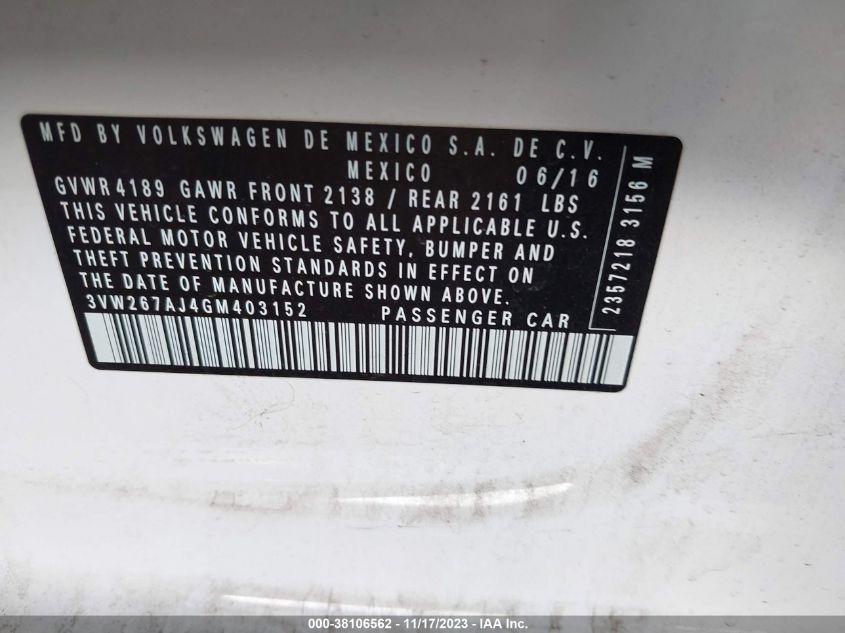 MFD BY VOLKSWAGEN DE MEXICO S.A. DE C.V.
MEXICO 06/16
GVWR 4189 GAWR FRONT 2138 / REAR 2161 LBS
THIS VEHICLE CONFORMS TO ALL APPLICABLE U.S.
FEDERAL MOTOR VEHICLE SAFETY, BUMPER AND
THEFT PREVENTION STANDARDS IN EFFECT ON
THE DATE OF MANUFACTURE SHOWN ABOVE.
3VW267AJ4GM403152 PASSENGER CAR
2357218 3156 M
000-38106562 - 11/17/2023 - IAA Inc.